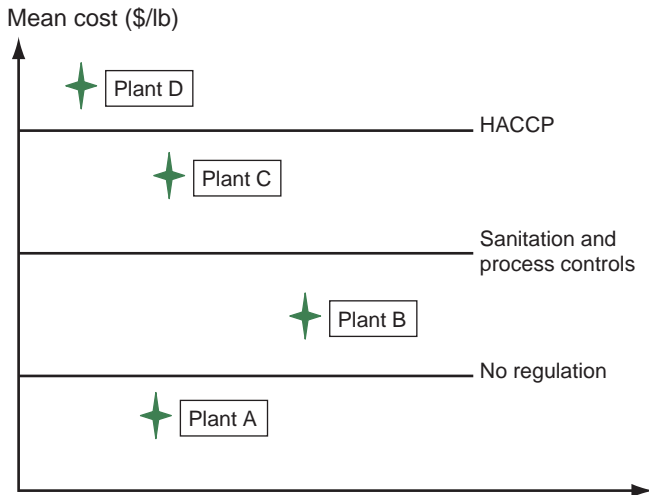 Mean cost ($/lb)
Plant D
HACCP
Plant C
Sanitation and
process controls
Plant B
No regulation
Plant A